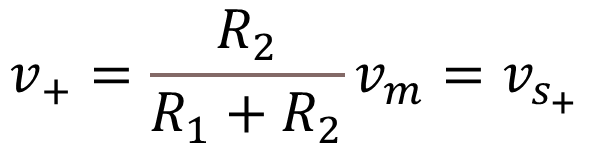 v₊ = R₂ / (R₁ + R₂) vₘ = v_{s₊}